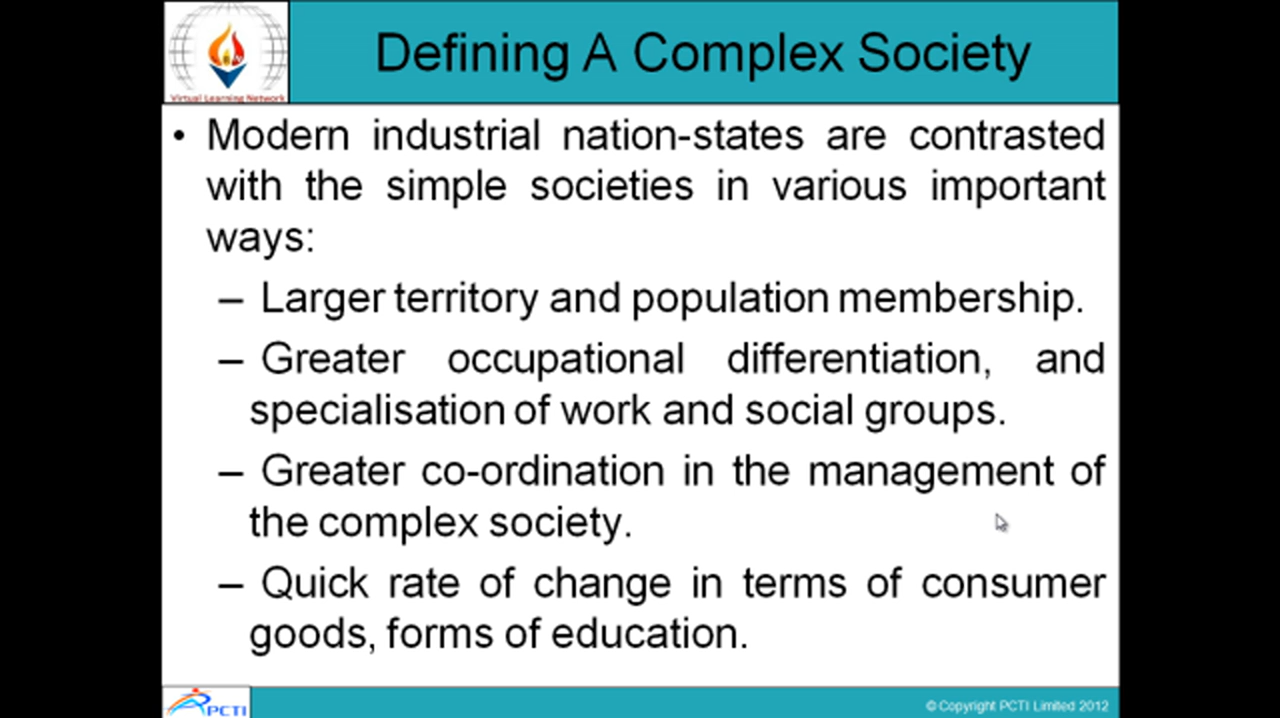 Defining A Complex Society
Virtual Learning Network
• Modern industrial nation-states are contrasted
with the simple societies in various important
ways:
– Larger territory and population membership.
– Greater occupational differentiation, and
specialisation of work and social groups.
– Greater co-ordination in the management of
the complex society.
– Quick rate of change in terms of consumer
goods, forms of education.
PCTI
© Copyright PCTI Limited 2012